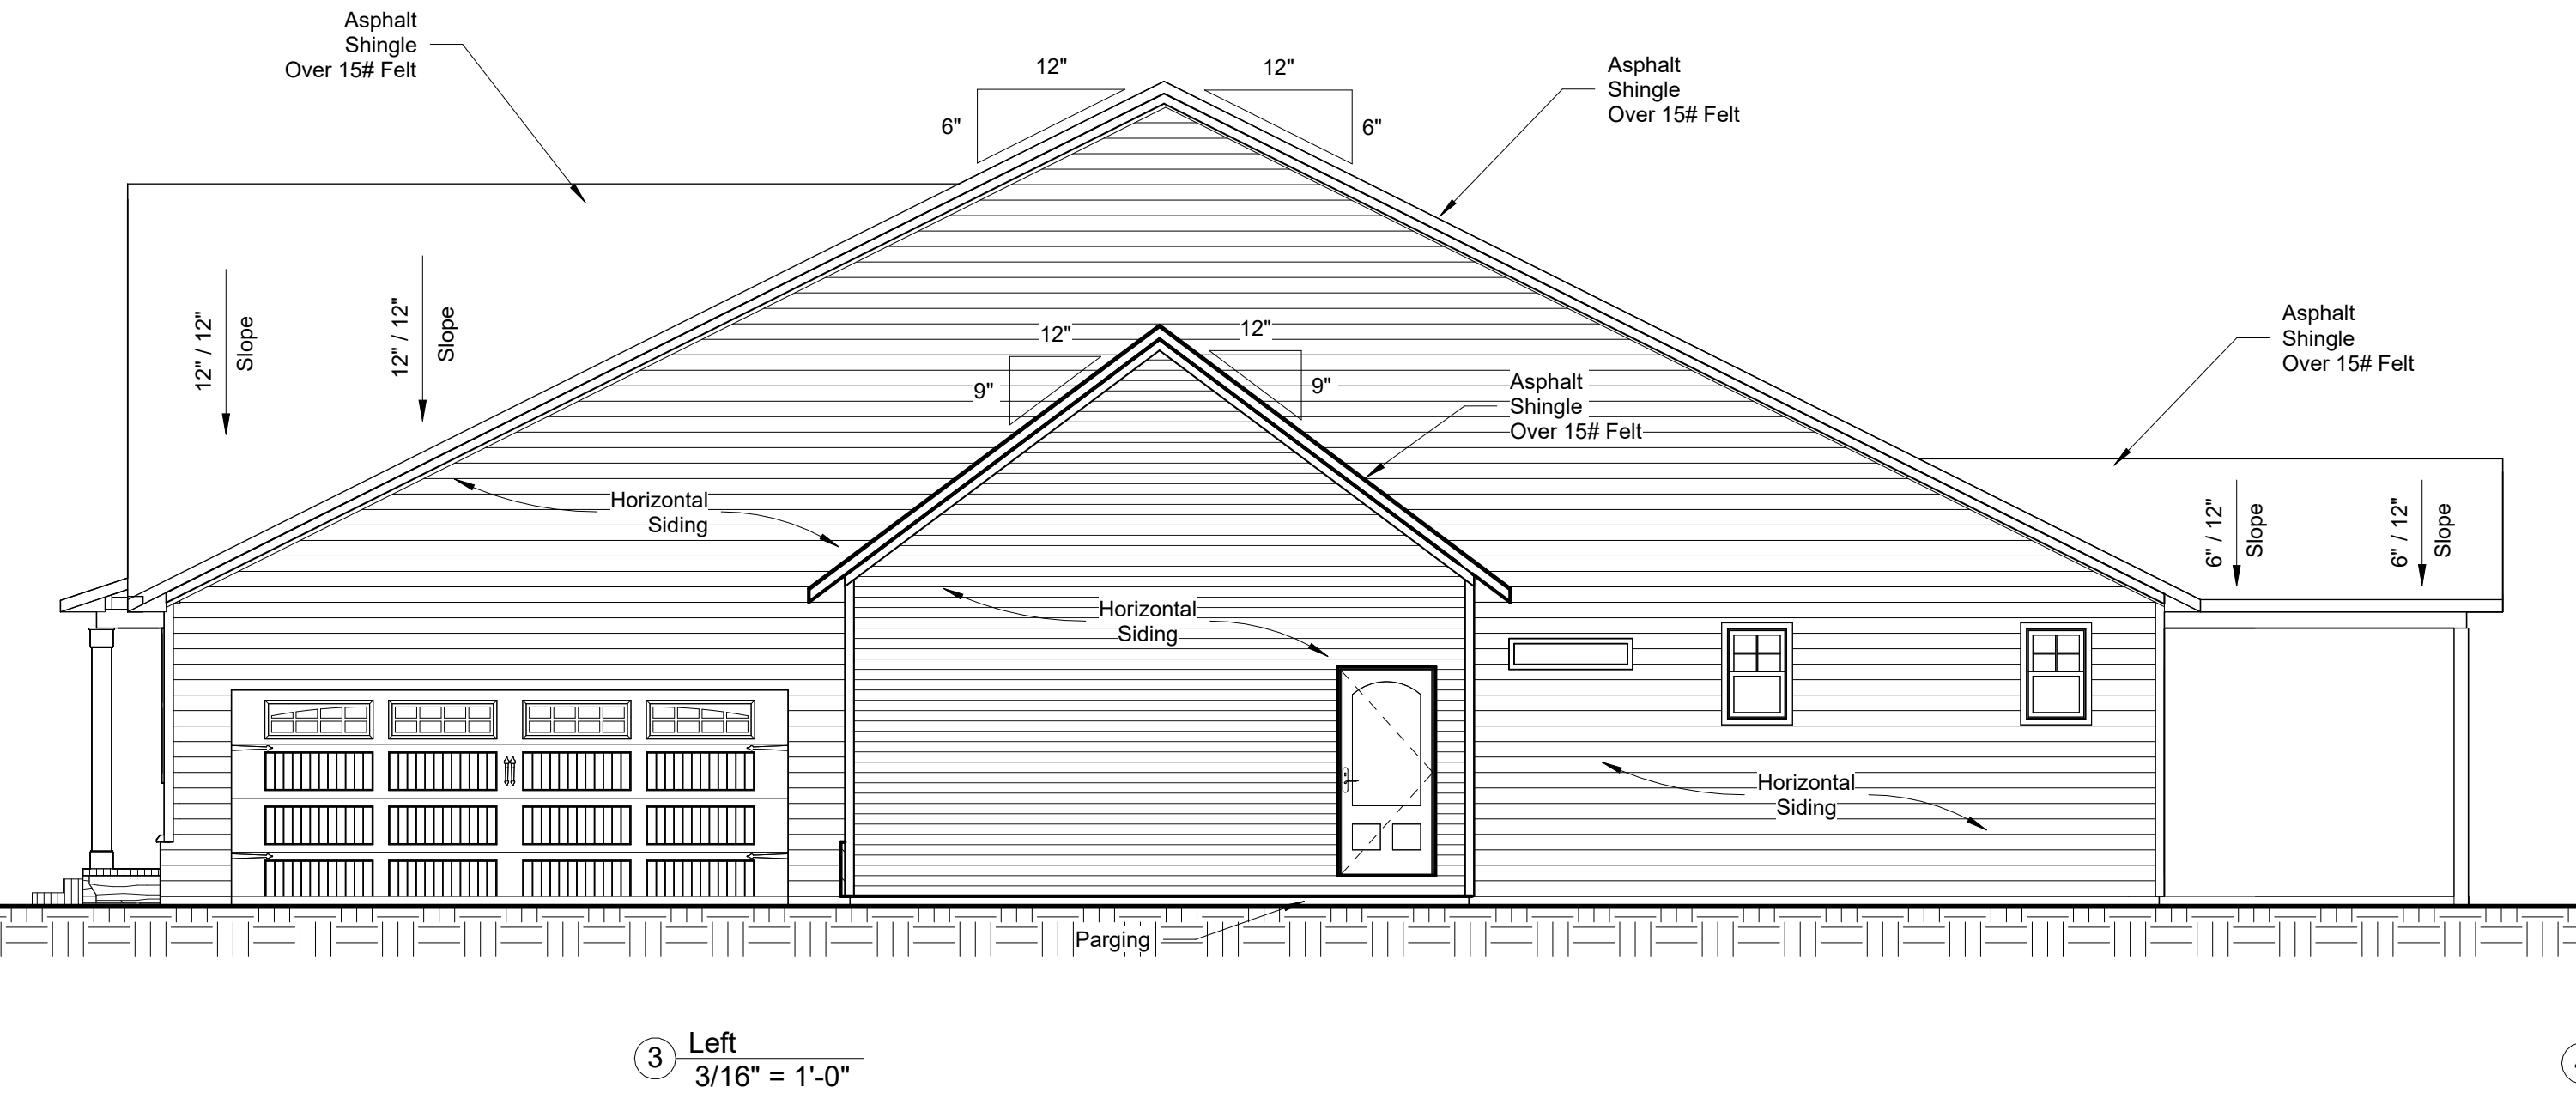 Asphalt
Shingle
Over 15# Felt
12"
12"
6"
6"
Asphalt
Shingle
Over 15# Felt
12" / 12"
Slope
12" / 12"
Slope
12"
12"
9"
9"
Asphalt
Shingle
Over 15# Felt
Asphalt
Shingle
Over 15# Felt
Horizontal
Siding
6" / 12"
Slope
6" / 12"
Slope
Horizontal
Siding
Horizontal
Siding
Parging
3
Left
3/16" = 1'-0"